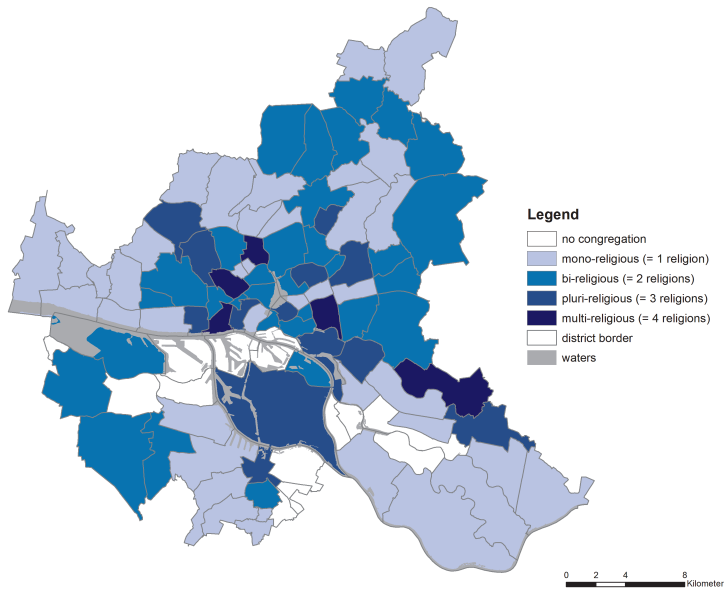 Legend
no congregation
mono-religious (= 1 religion)
bi-religious (= 2 religions)
pluri-religious (= 3 religions)
multi-religious (= 4 religions)
district border
waters
0 2 4 8
Kilometer